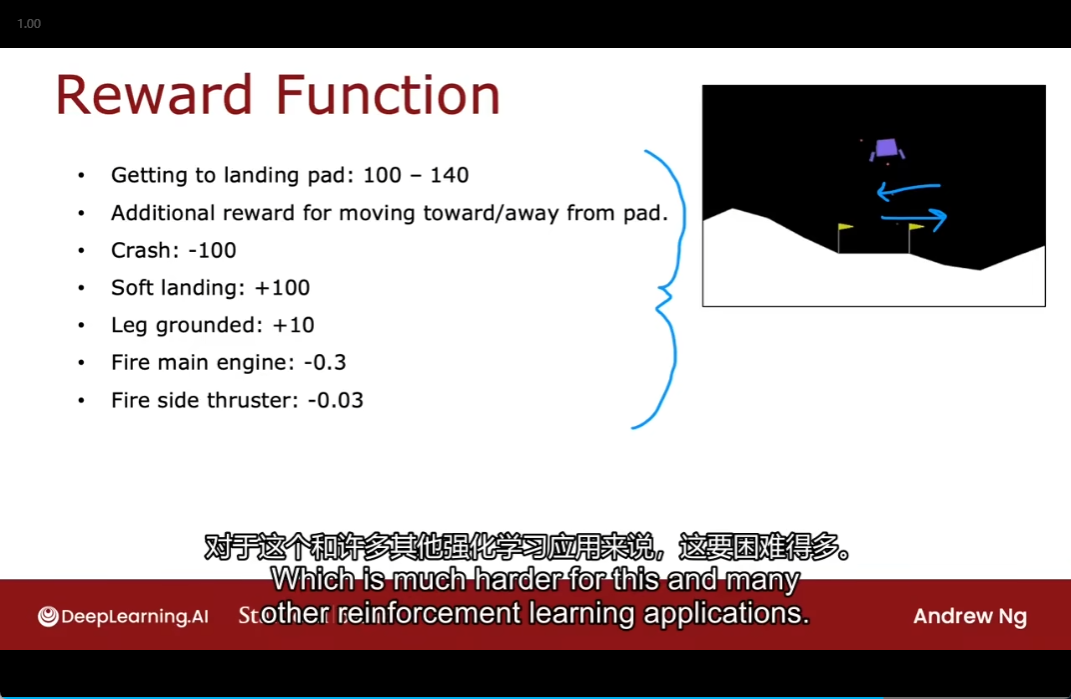 1.00
Reward Function
• Getting to landing pad: 100 – 140
• Additional reward for moving toward/away from pad.
• Crash: -100
• Soft landing: +100
• Leg grounded: +10
• Fire main engine: -0.3
• Fire side thruster: -0.03
对于这个和许多其他强化学习应用来说，这要困难得多。
Which is much harder for this and many
other reinforcement learning applications.
DeepLearning.AI
Andrew Ng